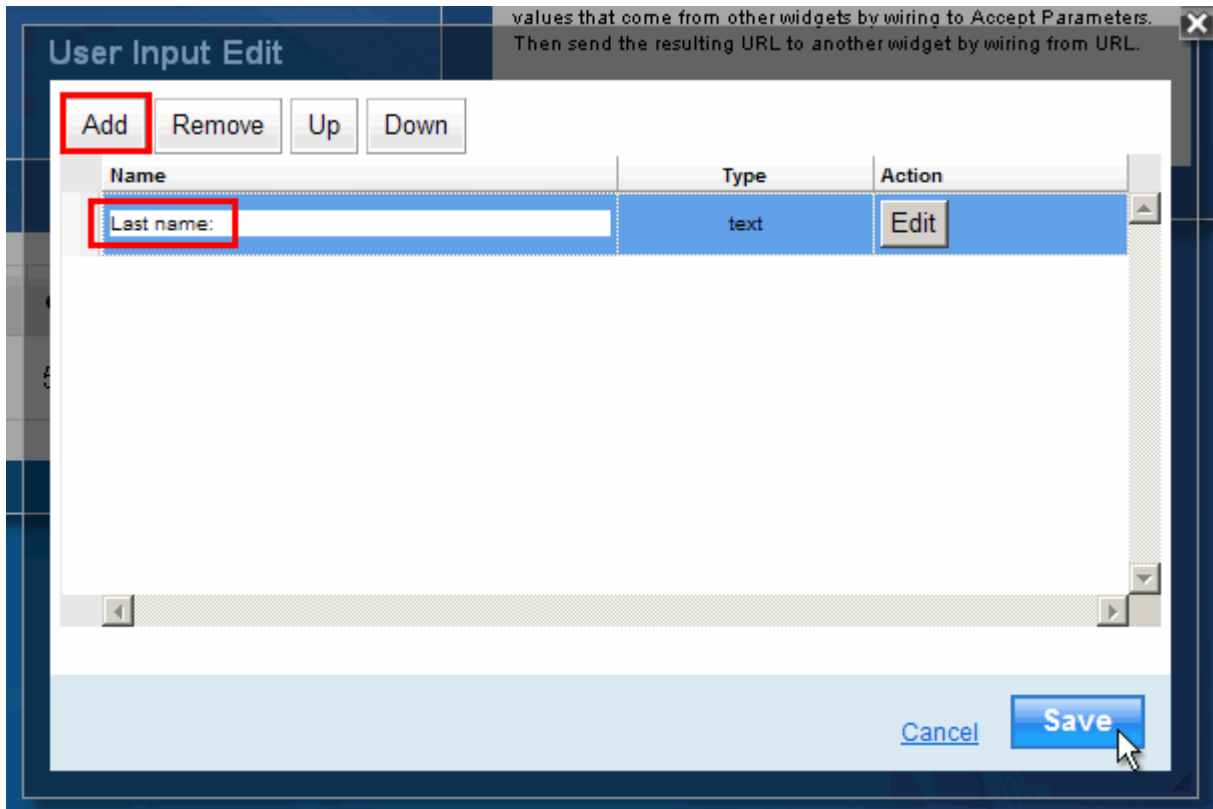 values that come from other widgets by wiring to Accept Parameters.
Then send the resulting URL to another widget by wiring from URL.
User Input Edit
Add Remove Up Down
Name Type Action
Last name: text Edit
Cancel Save